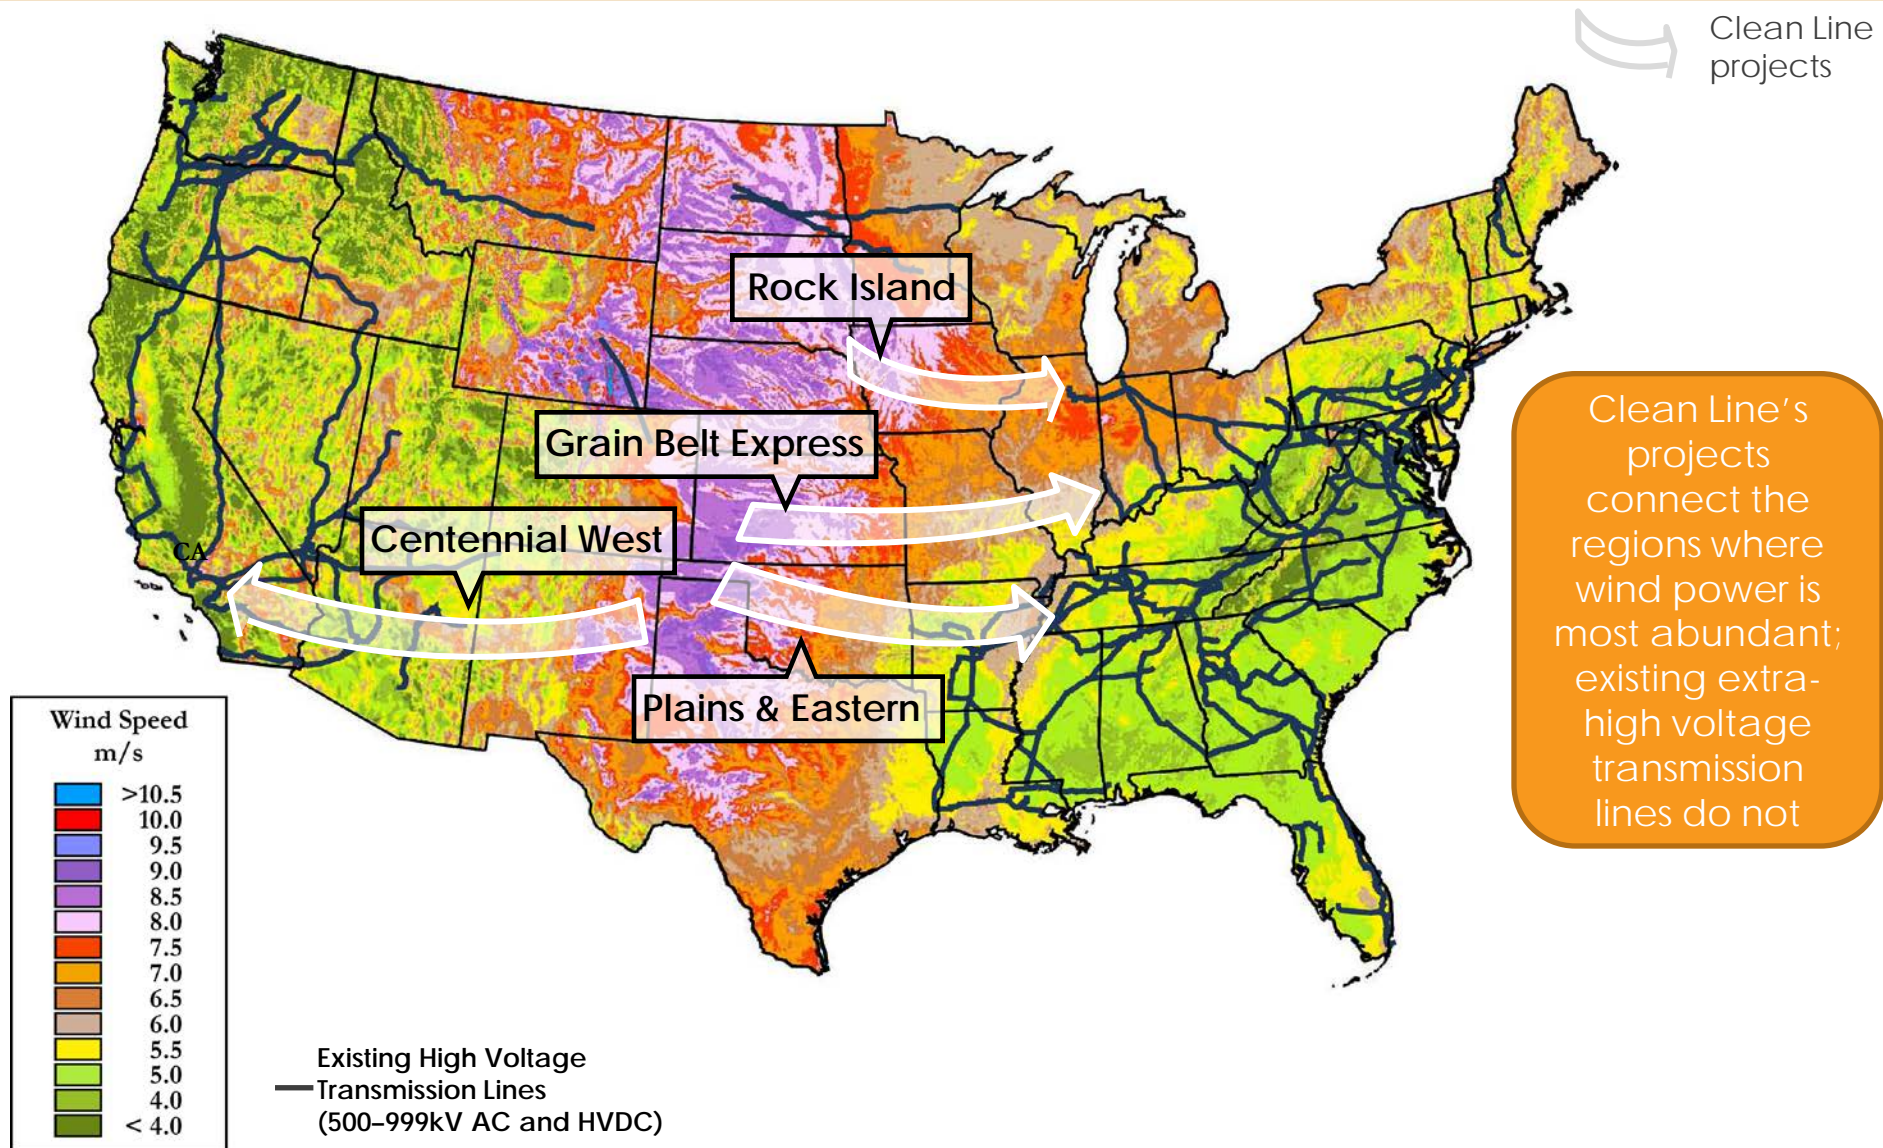 Clean Line
projects
Rock Island
Grain Belt Express
Centennial West
CA
Plains & Eastern
Clean Line's
projects
connect the
regions where
wind power is
most abundant;
existing extra-
high voltage
transmission
lines do not
Wind Speed
m/s
>10.5
10.0
9.5
9.0
8.5
8.0
7.5
7.0
6.5
6.0
5.5
5.0
4.0
< 4.0
Existing High Voltage
Transmission Lines
(500–999kV AC and HVDC)